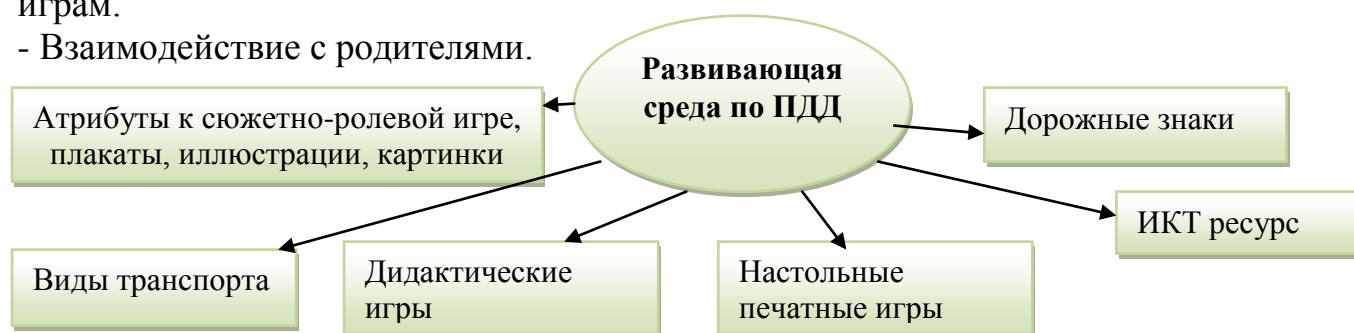 играм.
- Взаимодействие с родителями.
Развивающая
среда по ПДД
Атрибуты к сюжетно-ролевой игре,
плакаты, иллюстрации, картинки
Дорожные знаки
ИКТ ресурс
Виды транспорта
Дидактические
игры
Настольные
печатные игры